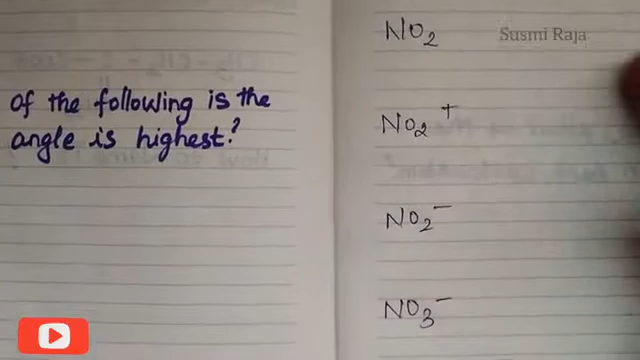 of the following is the
angle is highest?
NO₂
Susmi Raja
NO₂⁺
NO₂⁻
NO₃⁻